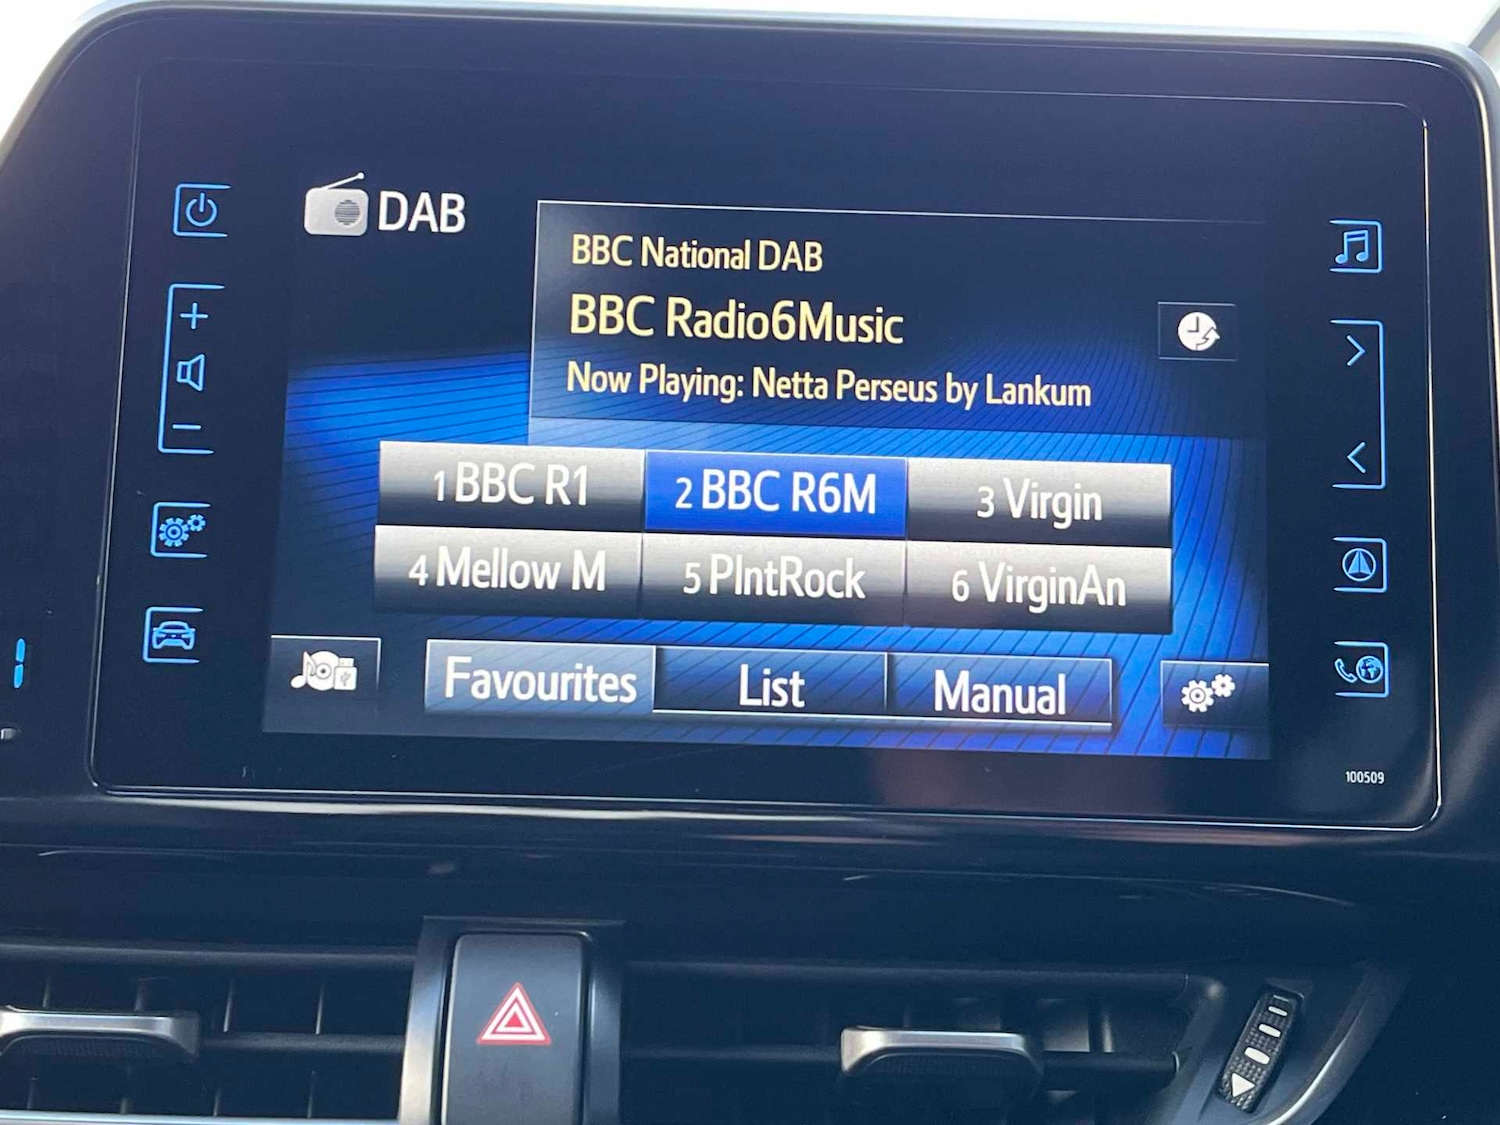 DAB
BBC National DAB
BBC Radio6Music
Now Playing: Netta Perseus by Lankum
1 BBC R1
2 BBC R6M
3 Virgin
4 Mellow M
5 PlntRock
6 VirginAn
Favourites
List
Manual
100509